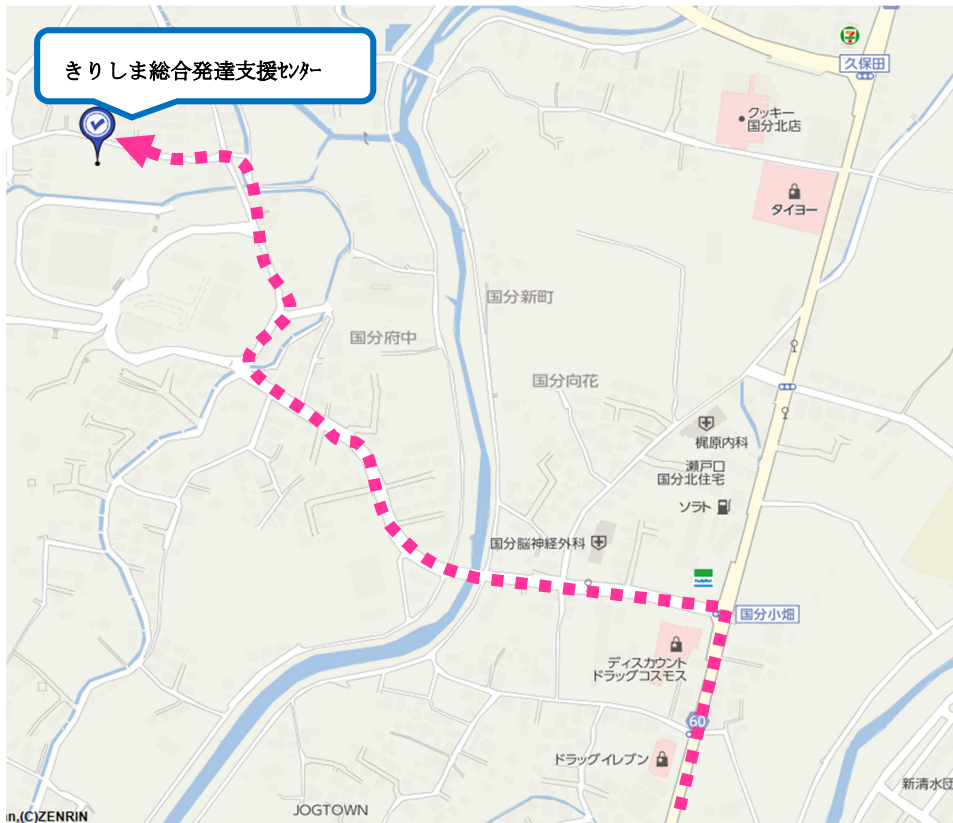 きりしま総合発達支援ｾﾝﾀｰ
久保田
クッキー
国分北店
タイヨー
国分新町
国分府中
国分向花
梶原内科
瀬戸口
国分北住宅
ソラト
国分脳神経外科
FamilyMart
国分小畑
ディスカウント
ドラッグコスモス
60
ドラッグイレブン
新清水団
JOGTOWN
n,(C)ZENRIN